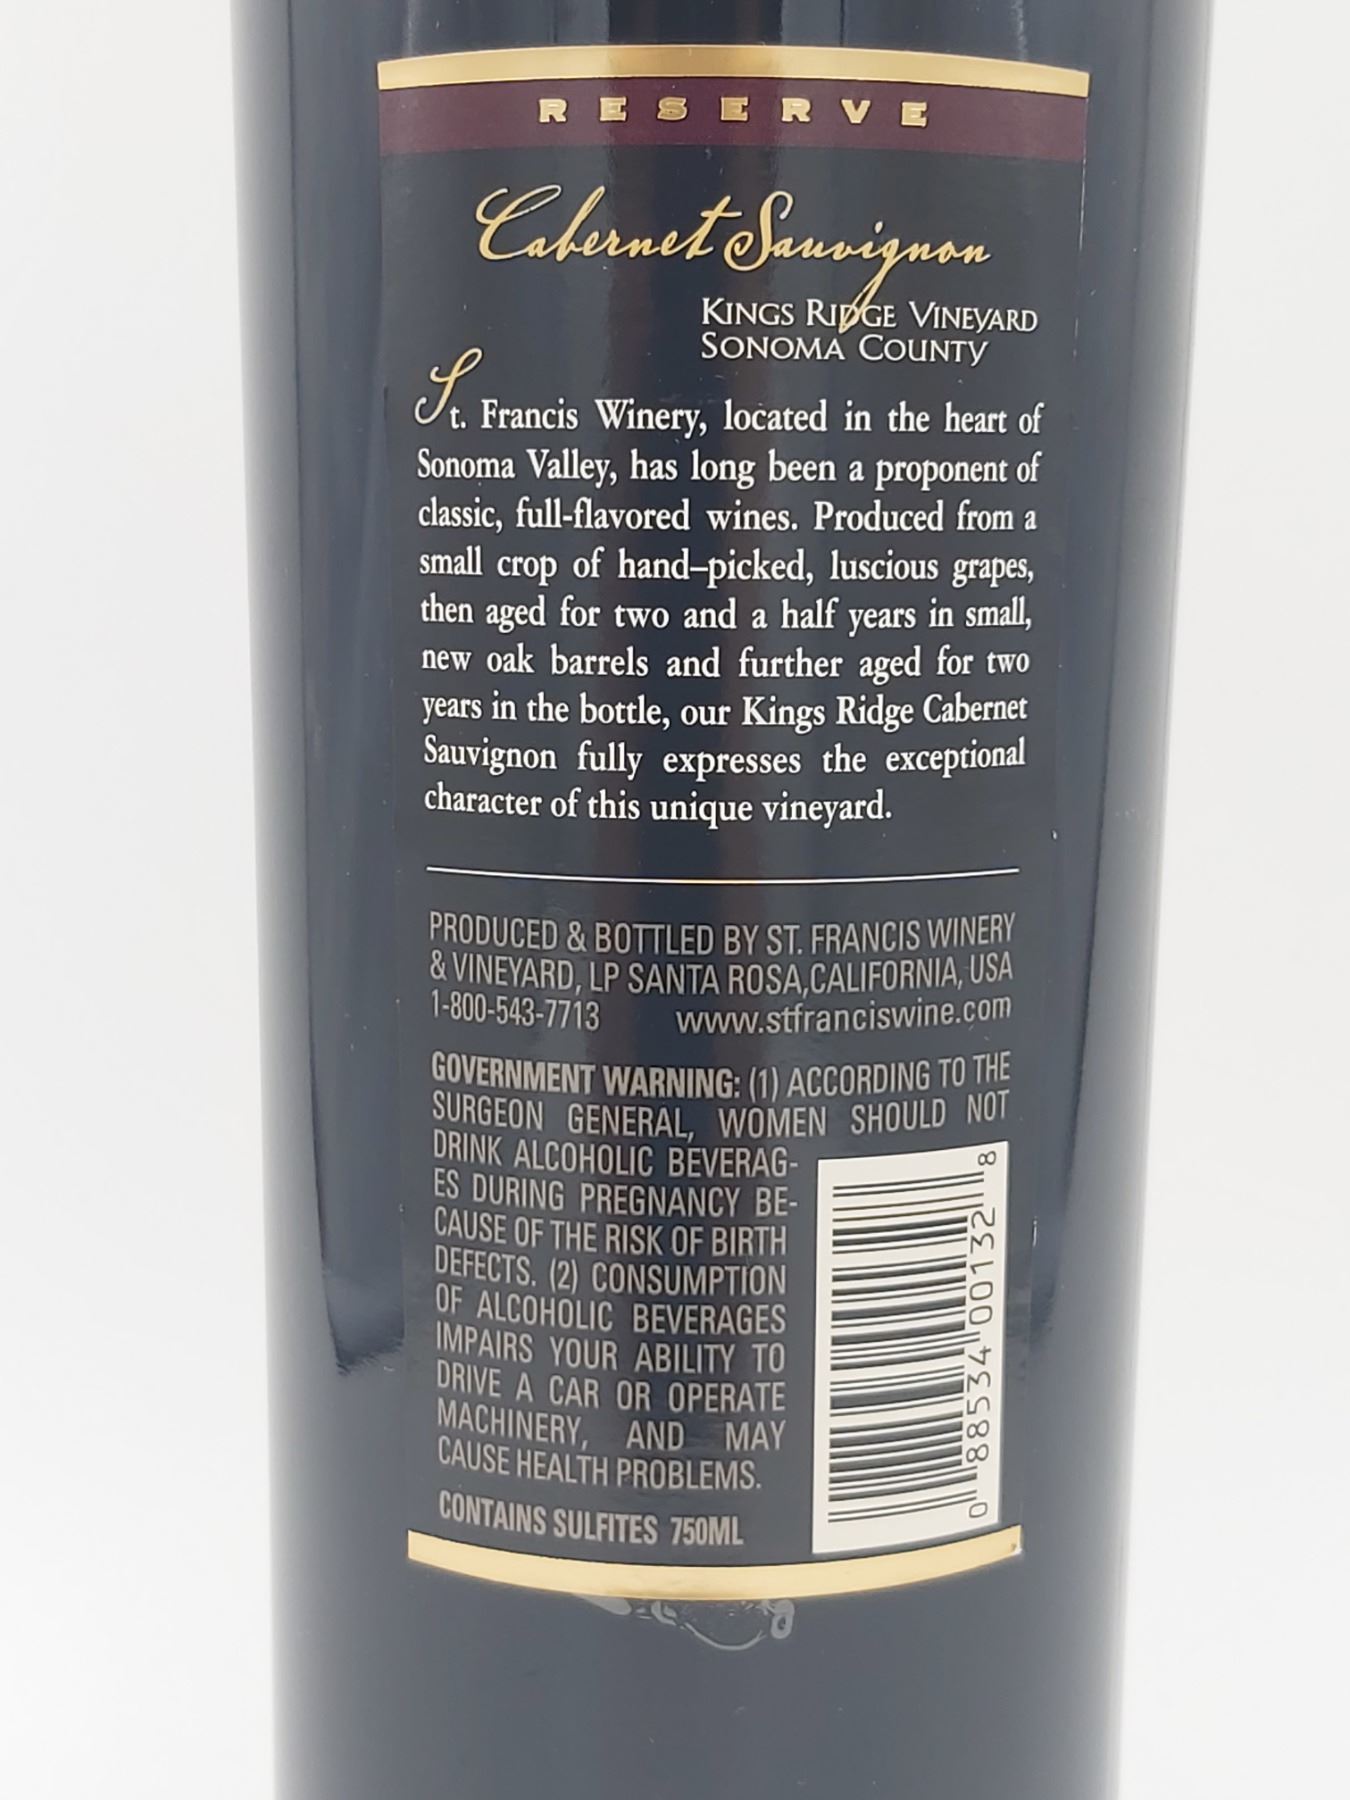 RESERVE
Cabernet Sauvignon
KINGS RIDGE VINEYARD
SONOMA COUNTY
St. Francis Winery, located in the heart of
Sonoma Valley, has long been a proponent of
classic, full-flavored wines. Produced from a
small crop of hand–picked, luscious grapes,
then aged for two and a half years in small,
new oak barrels and further aged for two
years in the bottle, our Kings Ridge Cabernet
Sauvignon fully expresses the exceptional
character of this unique vineyard.
PRODUCED & BOTTLED BY ST. FRANCIS WINERY
& VINEYARD, LP SANTA ROSA, CALIFORNIA, USA
1-800-543-7713 www.stfranciswine.com
GOVERNMENT WARNING: (1) ACCORDING TO THE
SURGEON GENERAL, WOMEN SHOULD NOT
DRINK ALCOHOLIC BEVERAG-
ES DURING PREGNANCY BE-
CAUSE OF THE RISK OF BIRTH
DEFECTS. (2) CONSUMPTION
OF ALCOHOLIC BEVERAGES
IMPAIRS YOUR ABILITY TO
DRIVE A CAR OR OPERATE
MACHINERY, AND MAY
CAUSE HEALTH PROBLEMS.
CONTAINS SULFITES 750ML
0 88534 00132 8